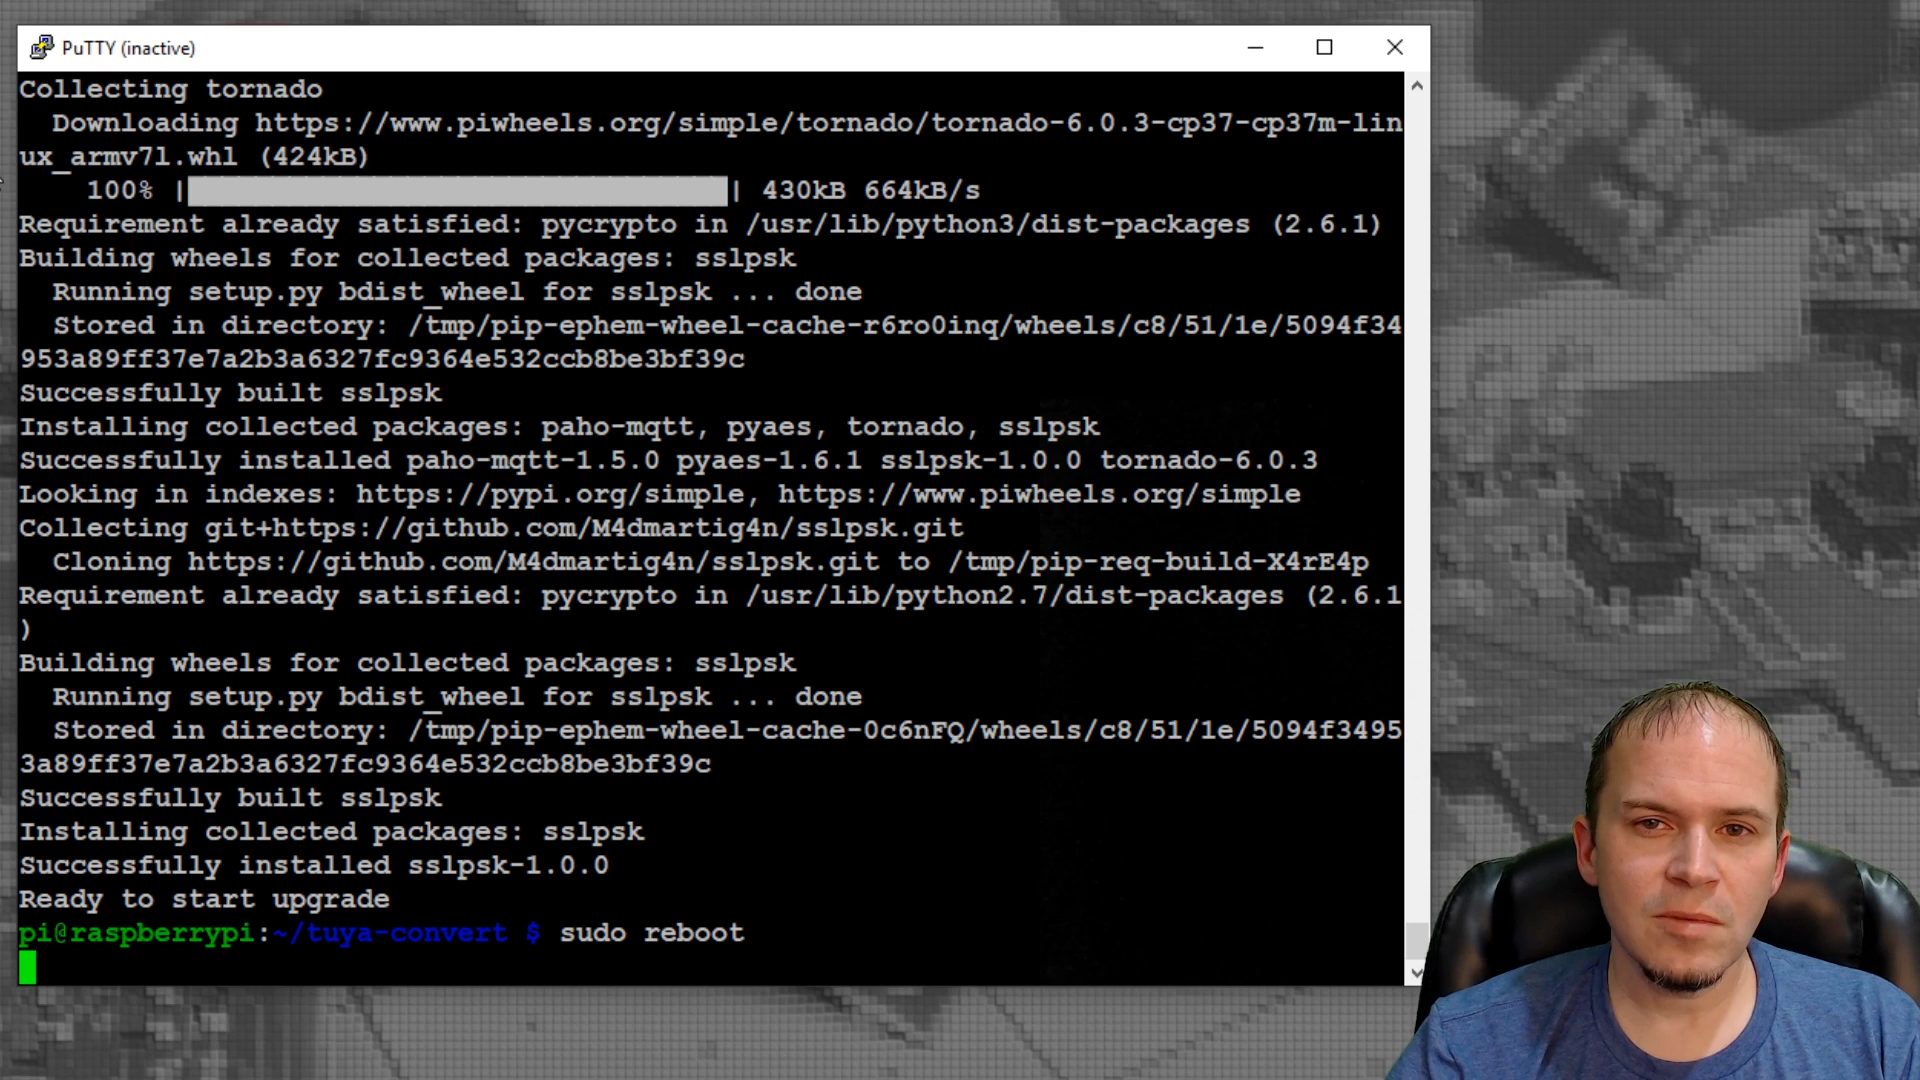 PuTTY (inactive)
Collecting tornado
Downloading https://www.piwheels.org/simple/tornado/tornado-6.0.3-cp37-cp37m-lin
ux_armv7l.whl (424kB)
100% |████████████████████████████████| 430kB 664kB/s
Requirement already satisfied: pycrypto in /usr/lib/python3/dist-packages (2.6.1)
Building wheels for collected packages: sslpsk
Running setup.py bdist_wheel for sslpsk ... done
Stored in directory: /tmp/pip-ephem-wheel-cache-r6ro0inq/wheels/c8/51/1e/5094f34
953a89ff37e7a2b3a6327fc9364e532ccb8be3bf39c
Successfully built sslpsk
Installing collected packages: paho-mqtt, pyaes, tornado, sslpsk
Successfully installed paho-mqtt-1.5.0 pyaes-1.6.1 sslpsk-1.0.0 tornado-6.0.3
Looking in indexes: https://pypi.org/simple, https://www.piwheels.org/simple
Collecting git+https://github.com/M4dmartig4n/sslpsk.git
Cloning https://github.com/M4dmartig4n/sslpsk.git to /tmp/pip-req-build-X4rE4p
Requirement already satisfied: pycrypto in /usr/lib/python2.7/dist-packages (2.6.1
)
Building wheels for collected packages: sslpsk
Running setup.py bdist_wheel for sslpsk ... done
Stored in directory: /tmp/pip-ephem-wheel-cache-0c6nFQ/wheels/c8/51/1e/5094f3495
3a89ff37e7a2b3a6327fc9364e532ccb8be3bf39c
Successfully built sslpsk
Installing collected packages: sslpsk
Successfully installed sslpsk-1.0.0
Ready to start upgrade
pi@raspberrypi:~/tuya-convert $ sudo reboot